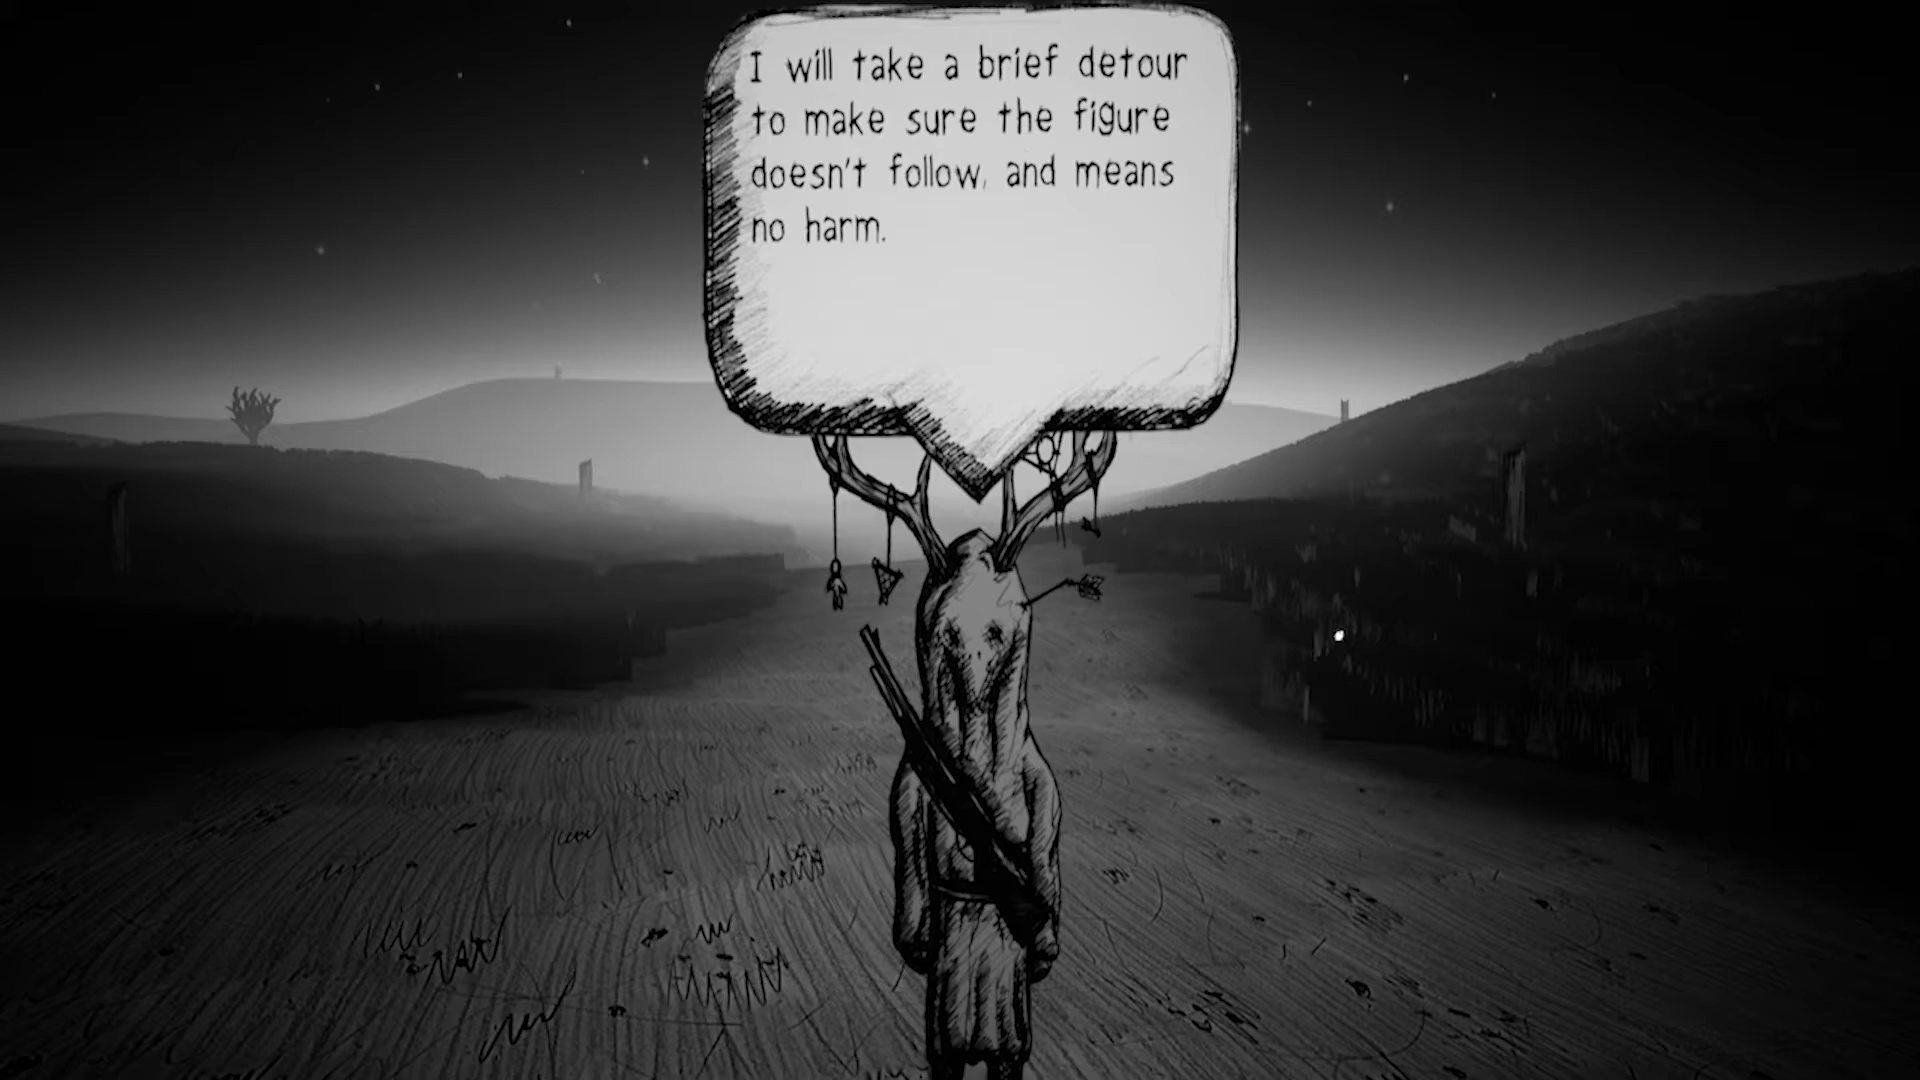 I will take a brief detour
to make sure the figure
doesn't follow, and means
no harm.